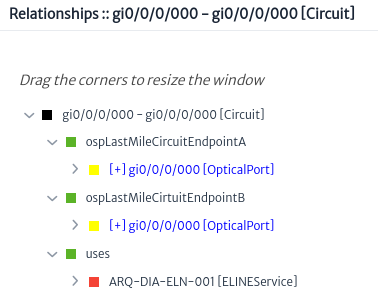 Relationships :: gi0/0/0/000 - gi0/0/0/000 [Circuit]
Drag the corners to resize the window
gi0/0/0/000 - gi0/0/0/000 [Circuit]
ospLastMileCircuitEndpointA
[+] gi0/0/0/000 [OpticalPort]
ospLastMileCirtuitEndpointB
[+] gi0/0/0/000 [OpticalPort]
uses
ARQ-DIA-ELN-001 [ELINEService]